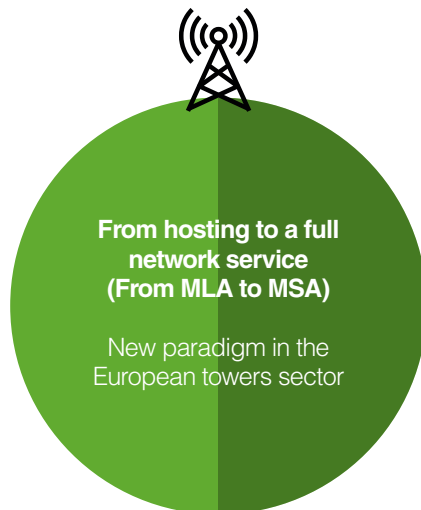 From hosting to a full
network service
(From MLA to MSA)
New paradigm in the
European towers sector